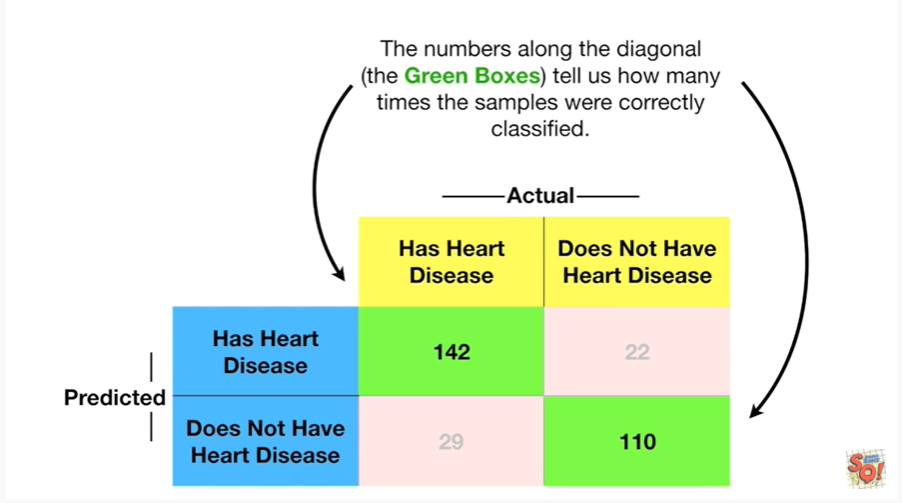 The numbers along the diagonal
(the Green Boxes) tell us how many
times the samples were correctly
classified.
Actual
Has Heart
Disease
Does Not Have
Heart Disease
Has Heart
Disease
142
22
Predicted
Does Not Have
Heart Disease
29
110
SQ!